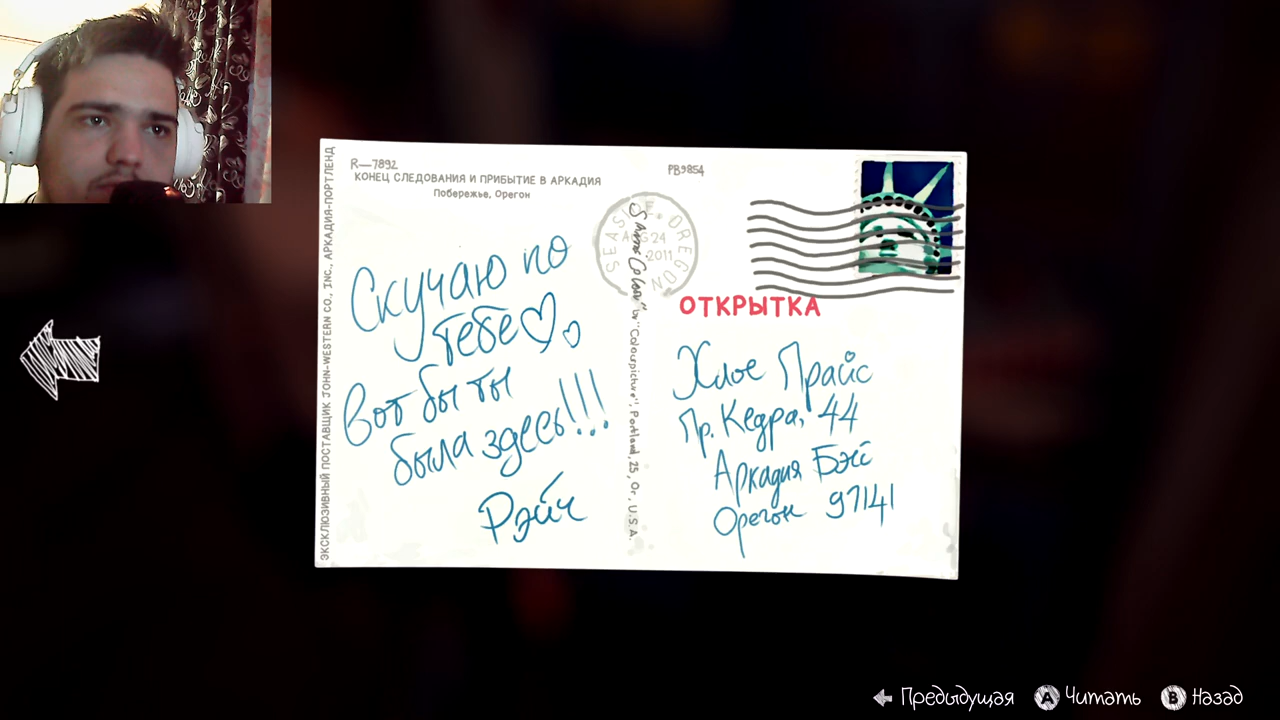 R—7892
КОНЕЦ СЛЕДОВАНИЯ И ПРИБЫТИЕ В АРКАДИЯ
Побережье, Орегон
PB9854
ЭКСКЛЮЗИВНЫЙ ПОСТАВЩИК JOHN-WESTERN CO., INC., АРКАДИЯ-ПОРТЛЕНД
Скучаю по
тебе
Вот бы ты
была здесь!!!
Рэйч
SEASIDE, OREGON
AUG 24
2011
by "Colourpicture", Portland, 25, Or., U.S.A.
ОТКРЫТКА
Хлое Прайс
Пр. Кедра, 44
Аркадия Бэй
Орегон 97141
Предыдущая
A Читать
B Назад